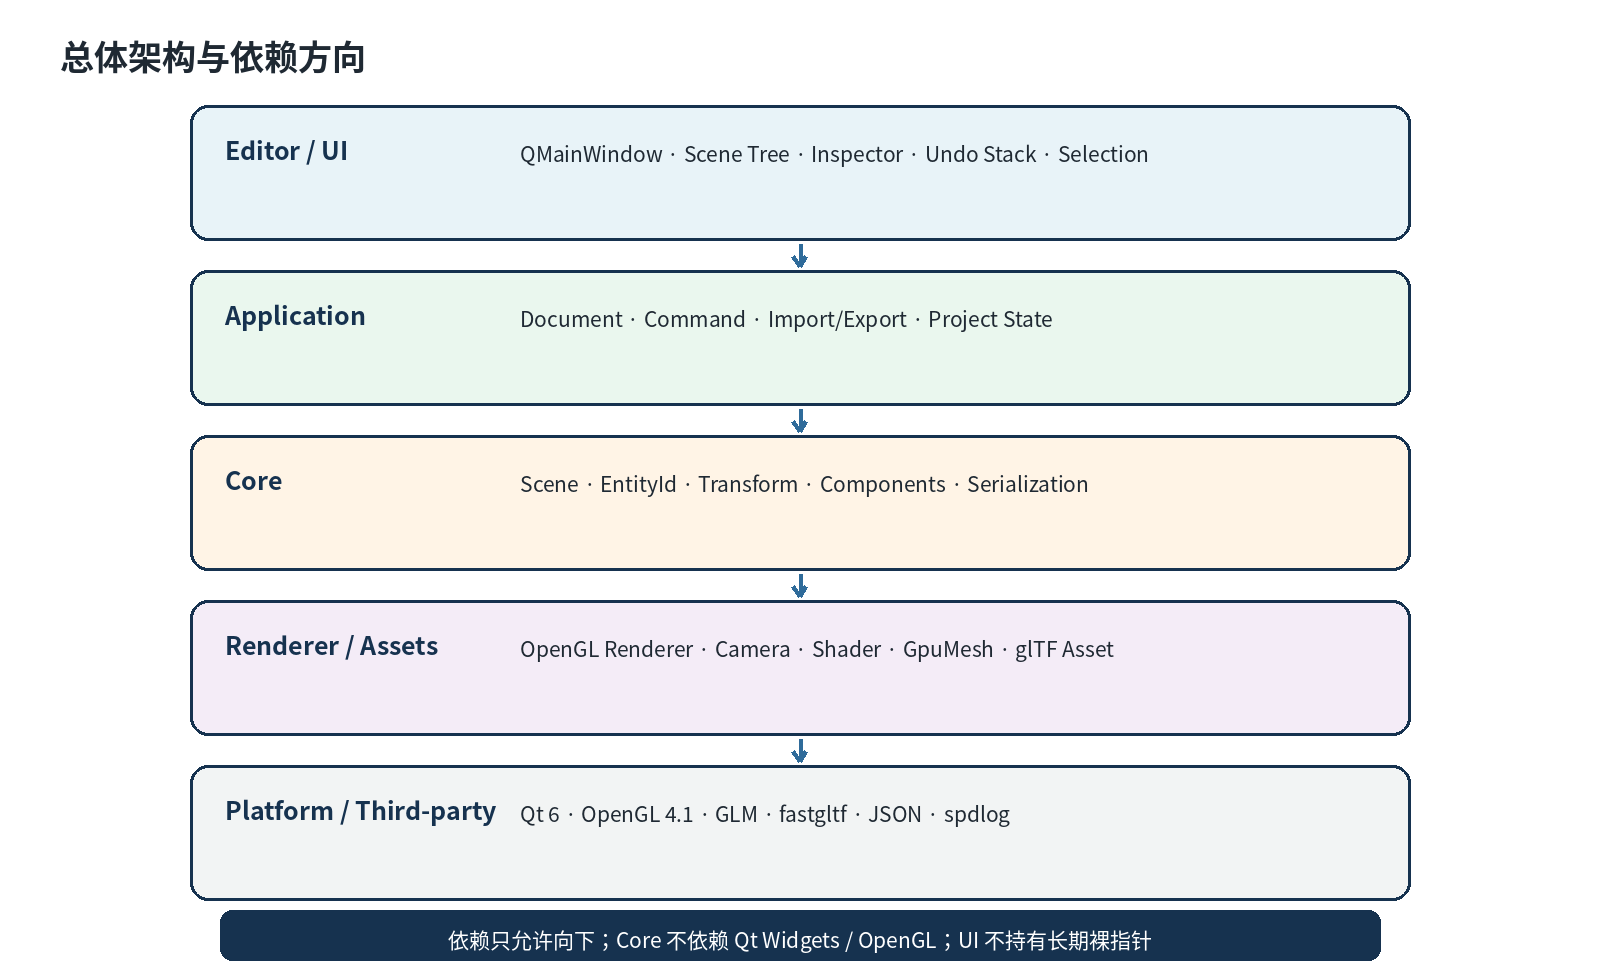 总体架构与依赖方向
Editor / UI
QMainWindow · Scene Tree · Inspector · Undo Stack · Selection
Application
Document · Command · Import/Export · Project State
Core
Scene · EntityId · Transform · Components · Serialization
Renderer / Assets
OpenGL Renderer · Camera · Shader · GpuMesh · glTF Asset
Platform / Third-party
Qt 6 · OpenGL 4.1 · GLM · fastgltf · JSON · spdlog
依赖只允许向下；Core 不依赖 Qt Widgets / OpenGL；UI 不持有长期裸指针